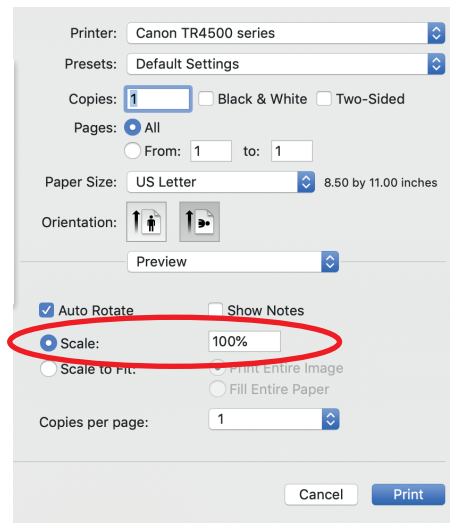 Printer: Canon TR4500 series
Presets: Default Settings
Copies: 1 Black & White Two-Sided
Pages: All
From: 1 to: 1
Paper Size: US Letter 8.50 by 11.00 inches
Orientation:
Preview
Auto Rotate Show Notes
Scale: 100%
Scale to Fit: Print Entire Image
Fill Entire Paper
Copies per page: 1
Cancel Print